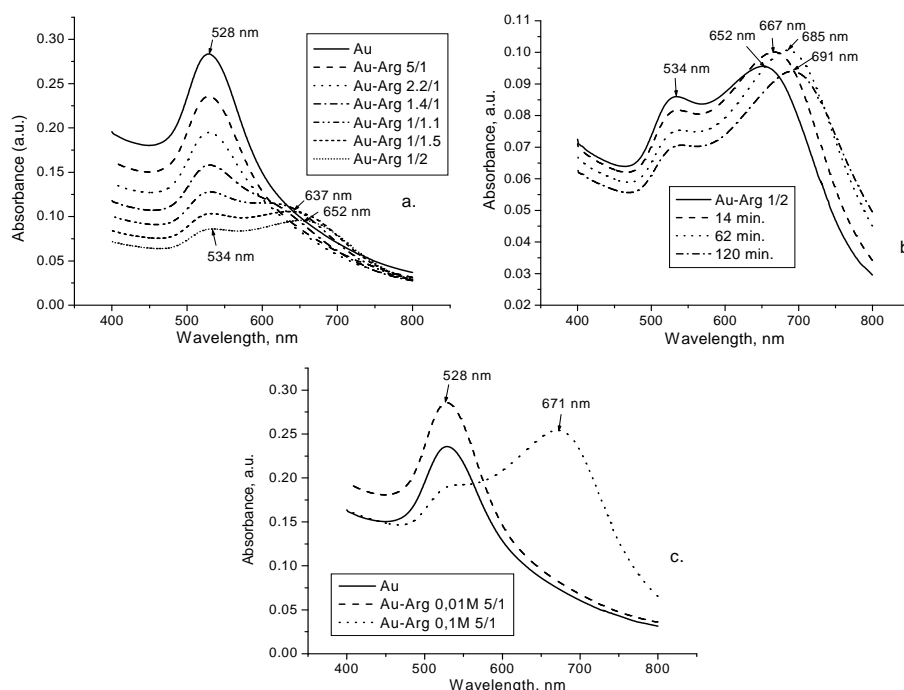 528 nm
Au
Au-Arg 5/1
Au-Arg 2.2/1
Au-Arg 1.4/1
Au-Arg 1/1.1
Au-Arg 1/1.5
Au-Arg 1/2
a.
637 nm
652 nm
534 nm
0.30
0.25
0.20
0.15
0.10
0.05
0.00
Absorbance (a.u.)
400 500 600 700 800
Wavelength, nm
667 nm
685 nm
652 nm
691 nm
534 nm
Au-Arg 1/2
14 min.
62 min.
120 min.
b
0.11
0.10
0.09
0.08
0.07
0.06
0.05
0.04
0.03
0.02
Absorbance, a.u.
400 500 600 700 800
Wavelength, nm
528 nm
671 nm
c.
Au
Au-Arg 0,01M 5/1
Au-Arg 0,1M 5/1
0.30
0.25
0.20
0.15
0.10
0.05
0.00
Absorbance, a.u.
400 500 600 700 800
Wavelength, nm